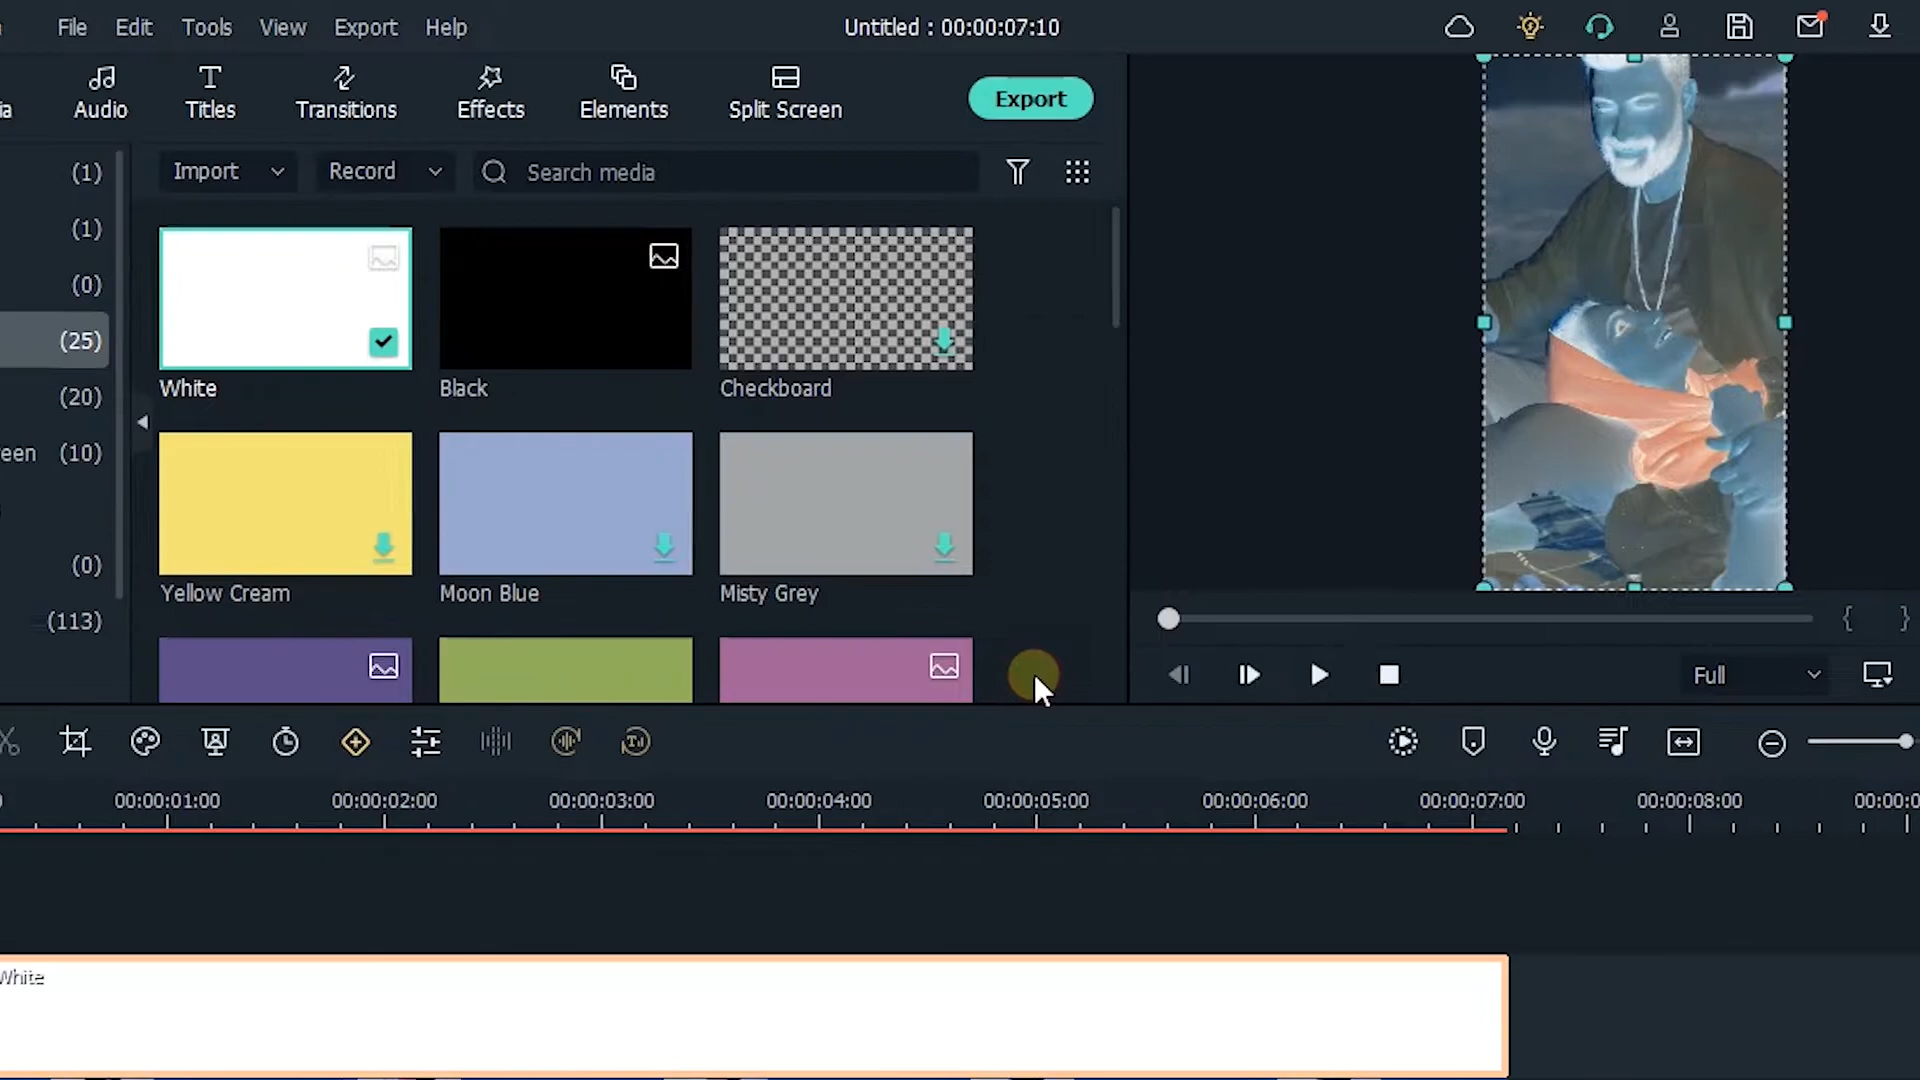 File Edit Tools View Export Help
Untitled : 00:00:07:10
Audio Titles Transitions Effects Elements Split Screen Export
Import Record Search media
(1)
(1)
(0)
(25)
(20)
een (10)
(0)
(113)
White Black Checkboard
Yellow Cream Moon Blue Misty Grey
{ }
Full
00:00:01:00 00:00:02:00 00:00:03:00 00:00:04:00 00:00:05:00 00:00:06:00 00:00:07:00 00:00:08:00 00:00:0
White